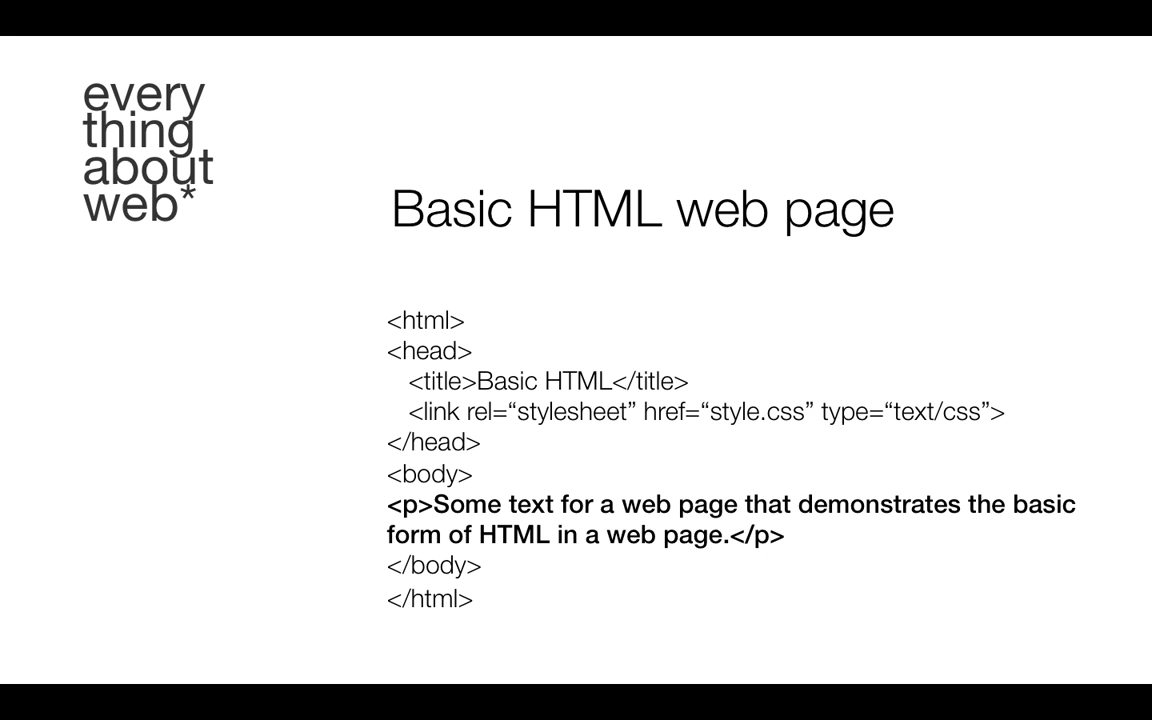 every
thing
about
web*
Basic HTML web page
<html>
<head>
<title>Basic HTML</title>
<link rel=“stylesheet” href=“style.css” type=“text/css”>
</head>
<body>
<p>Some text for a web page that demonstrates the basic
form of HTML in a web page.</p>
</body>
</html>